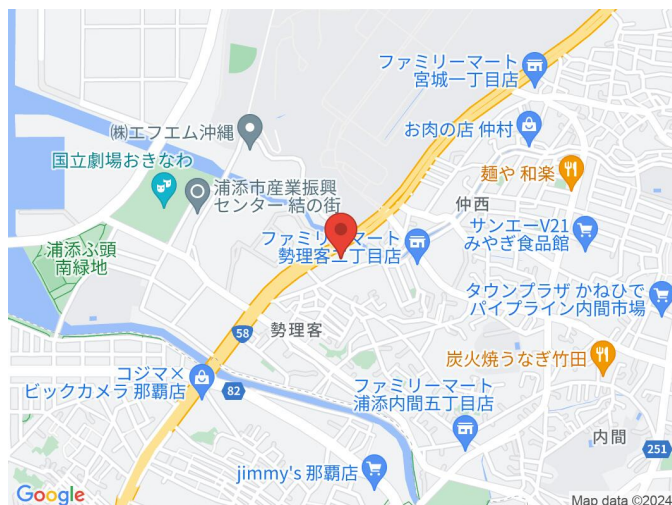 ファミリーマート
宮城一丁目店
㈱エフエム沖縄
お肉の店 仲村
国立劇場おきなわ
麺や 和楽
浦添市産業振興
センター 結の街
仲西
サンエーV21
みやぎ食品館
浦添ふ頭
南緑地
ファミリーマート
勢理客二丁目店
タウンプラザ かねひで
パイプライン内間市場
58
勢理客
炭火焼うなぎ竹田
コジマ×
ビックカメラ 那覇店
82
ファミリーマート
浦添内間五丁目店
内間
251
jimmy's 那覇店
Google
Map data ©2024